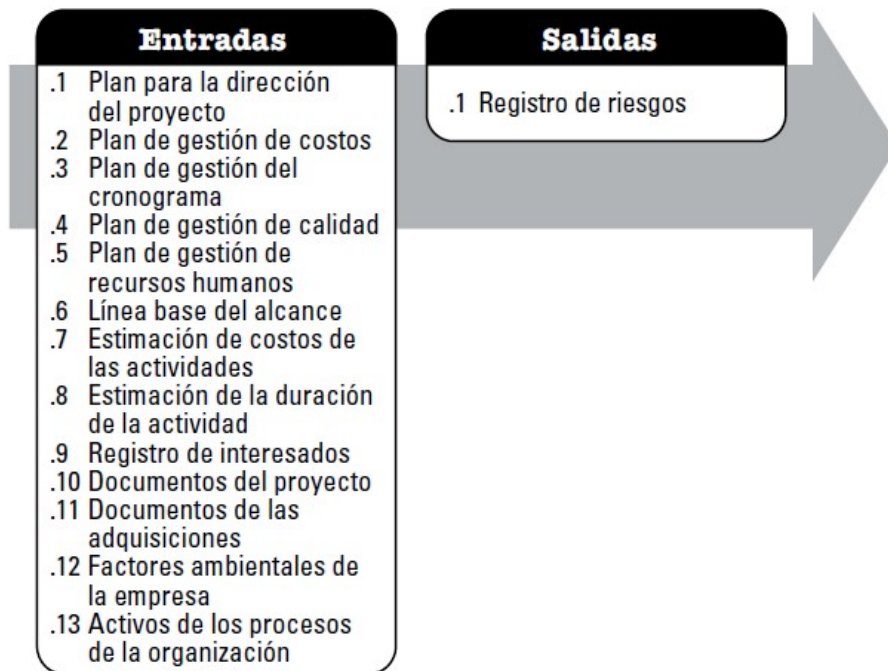 Entradas
.1 Plan para la dirección
del proyecto
.2 Plan de gestión de costos
.3 Plan de gestión del
cronograma
.4 Plan de gestión de calidad
.5 Plan de gestión de
recursos humanos
.6 Línea base del alcance
.7 Estimación de costos de
las actividades
.8 Estimación de la duración
de la actividad
.9 Registro de interesados
.10 Documentos del proyecto
.11 Documentos de las
adquisiciones
.12 Factores ambientales de
la empresa
.13 Activos de los procesos
de la organización
Salidas
.1 Registro de riesgos